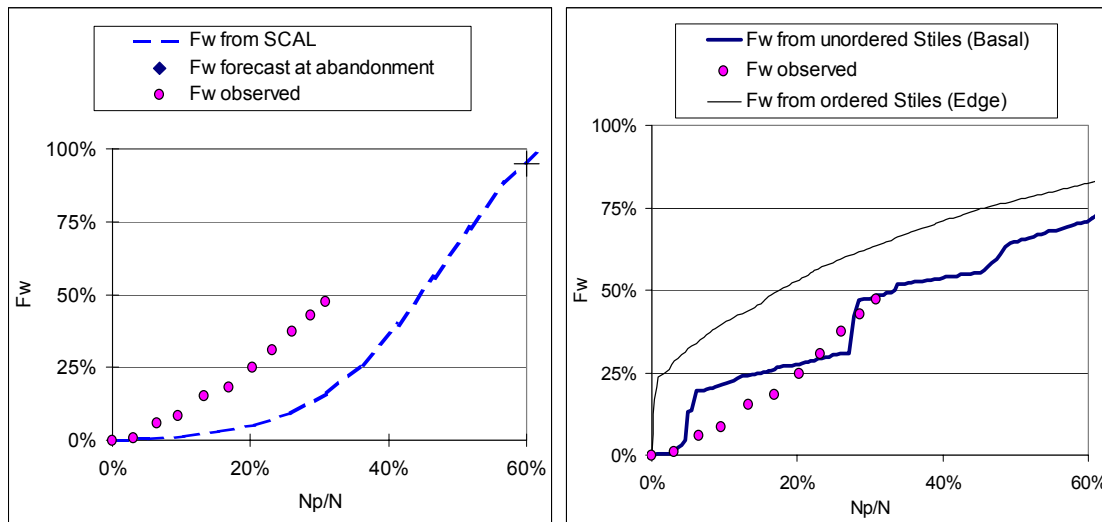 Fw from SCAL
Fw forecast at abandonment
Fw observed
100%
75%
50%
25%
0%
Fw
0%
20%
40%
60%
Np/N
Fw from unordered Stiles (Basal)
Fw observed
Fw from ordered Stiles (Edge)
100%
75%
50%
25%
0%
Fw
0%
20%
40%
60%
Np/N